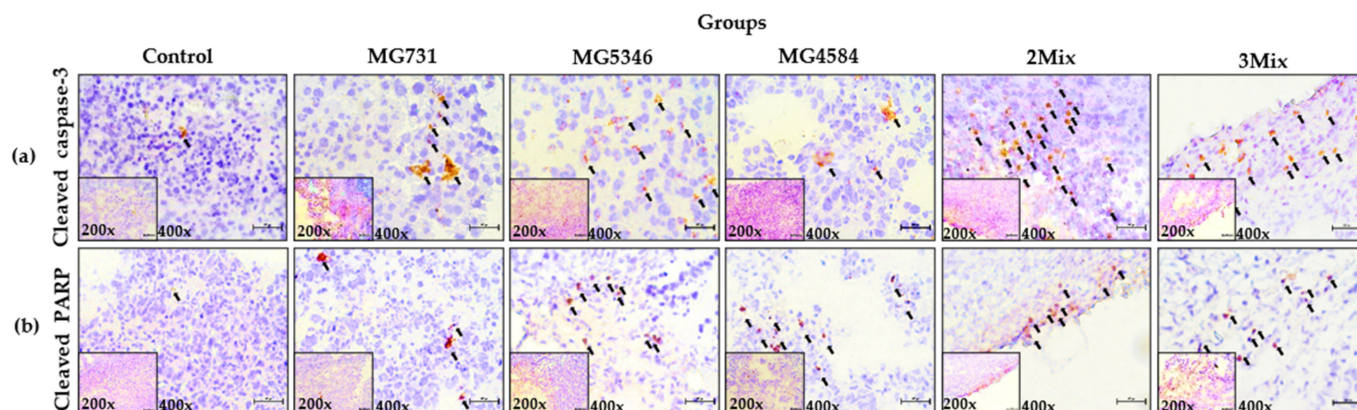 Groups
Control MG731 MG5346 MG4584 2Mix 3Mix
(a) Cleaved caspase-3
200x 400x 200x 400x 200x 400x 200x 400x 200x 400x 200x 400x
(b) Cleaved PARP
200x 400x 200x 400x 200x 400x 200x 400x 200x 400x 200x 400x